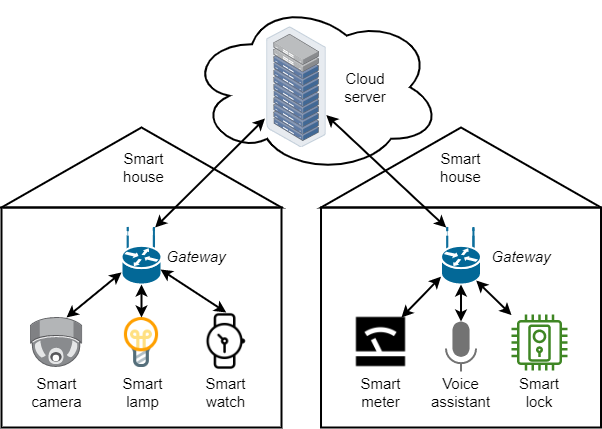 Cloud
server
Smart
house
Smart
house
Gateway
Gateway
Smart
camera
Smart
lamp
Smart
watch
Smart
meter
Voice
assistant
Smart
lock